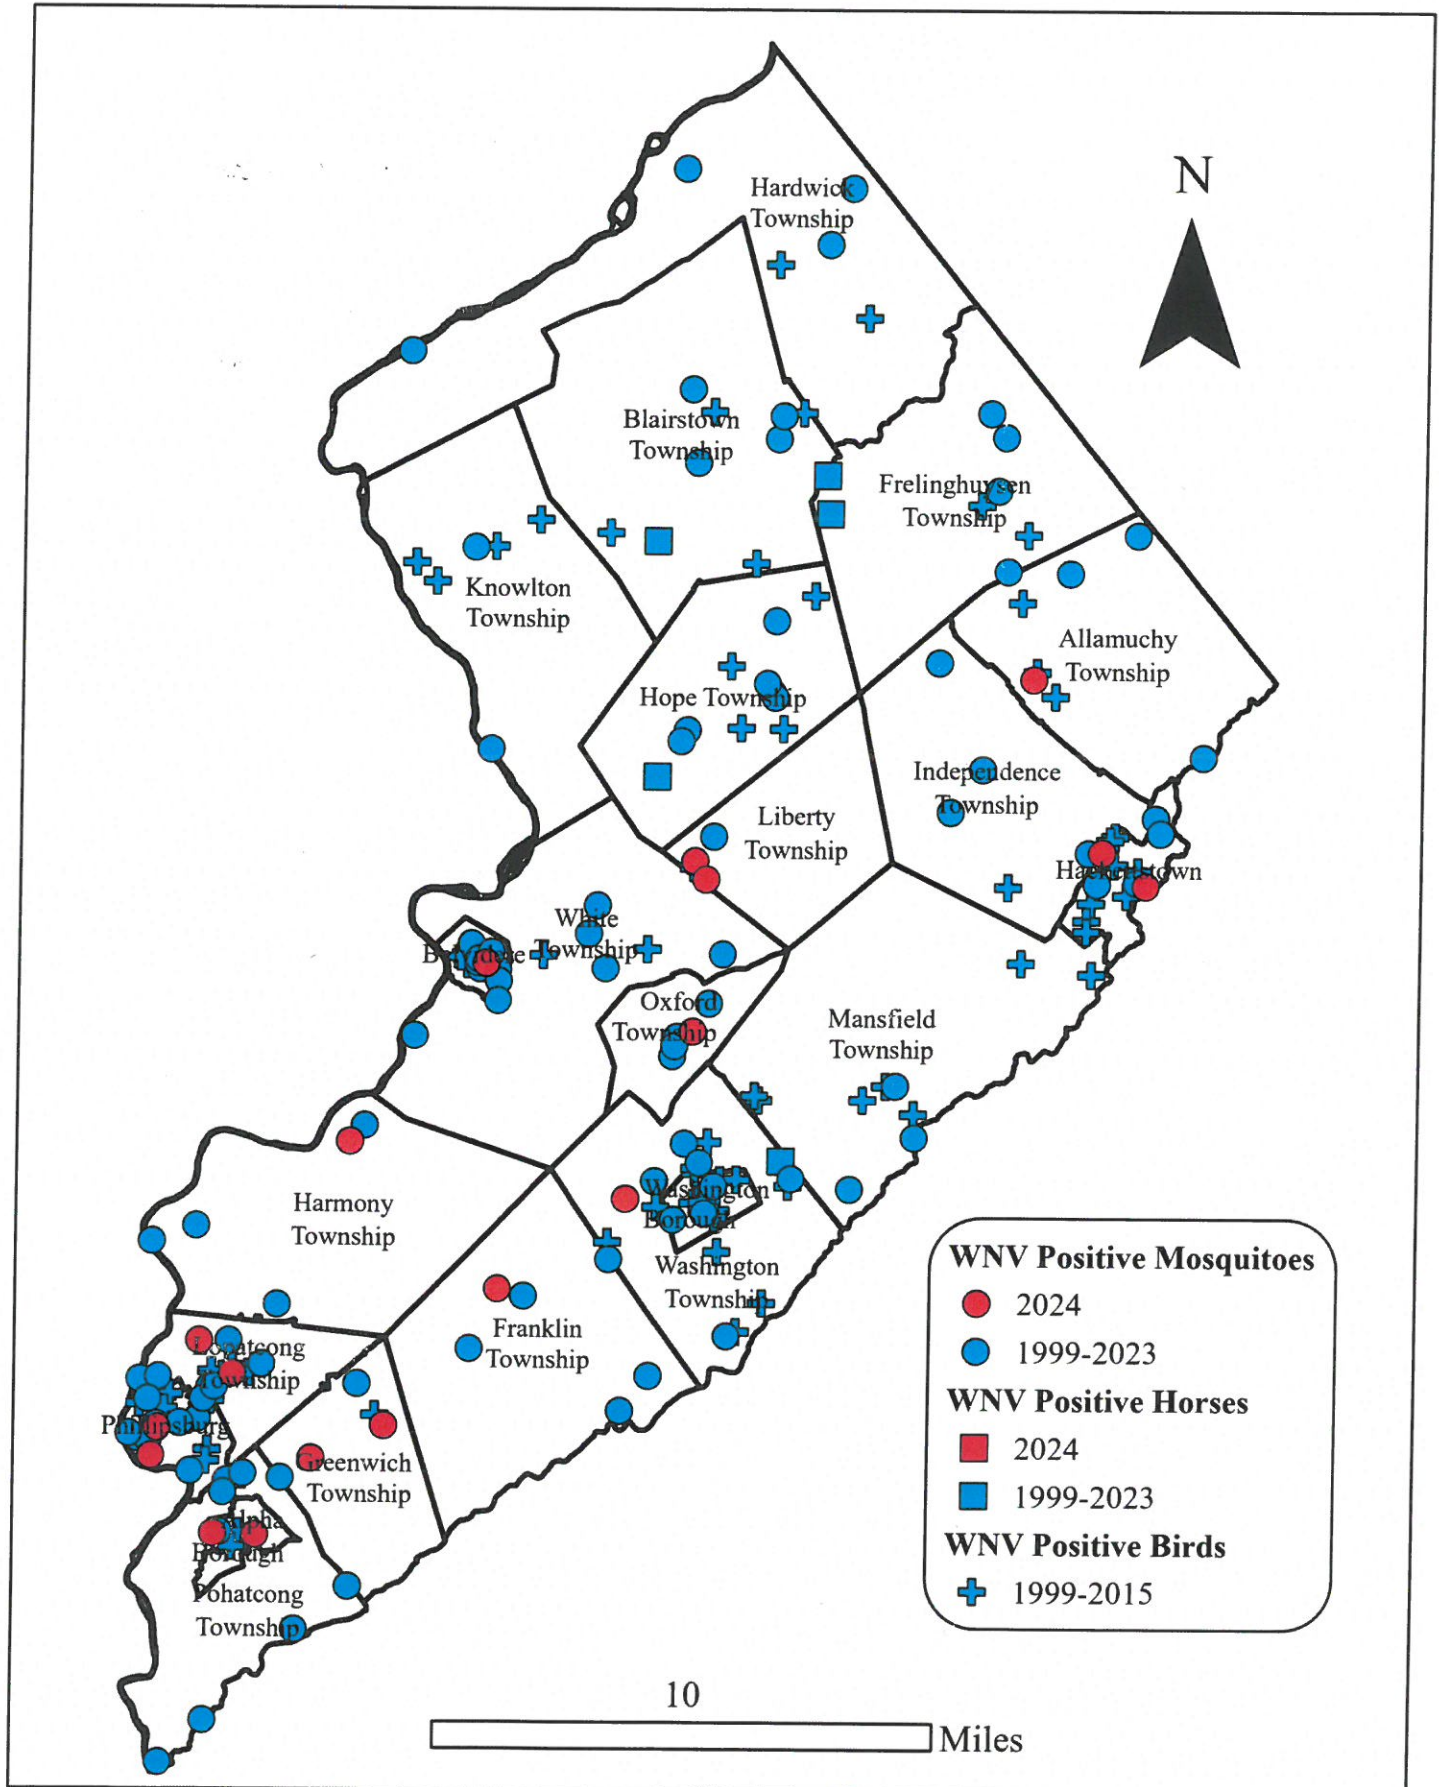 N
Hardwick
Township
Blairstown
Township
Frelinghuysen
Township
Knowlton
Township
Allamuchy
Township
Hope Township
Independence
Township
Liberty
Township
Hackettstown
White
Township
Belvidere
Oxford
Township
Mansfield
Township
Washington
Borough
Harmony
Township
Washington
Township
Franklin
Township
Lopatcong
Township
Phillipsburg
Greenwich
Township
Alpha
Borough
Pohatcong
Township
WNV Positive Mosquitoes
2024
1999-2023
WNV Positive Horses
2024
1999-2023
WNV Positive Birds
1999-2015
10
Miles